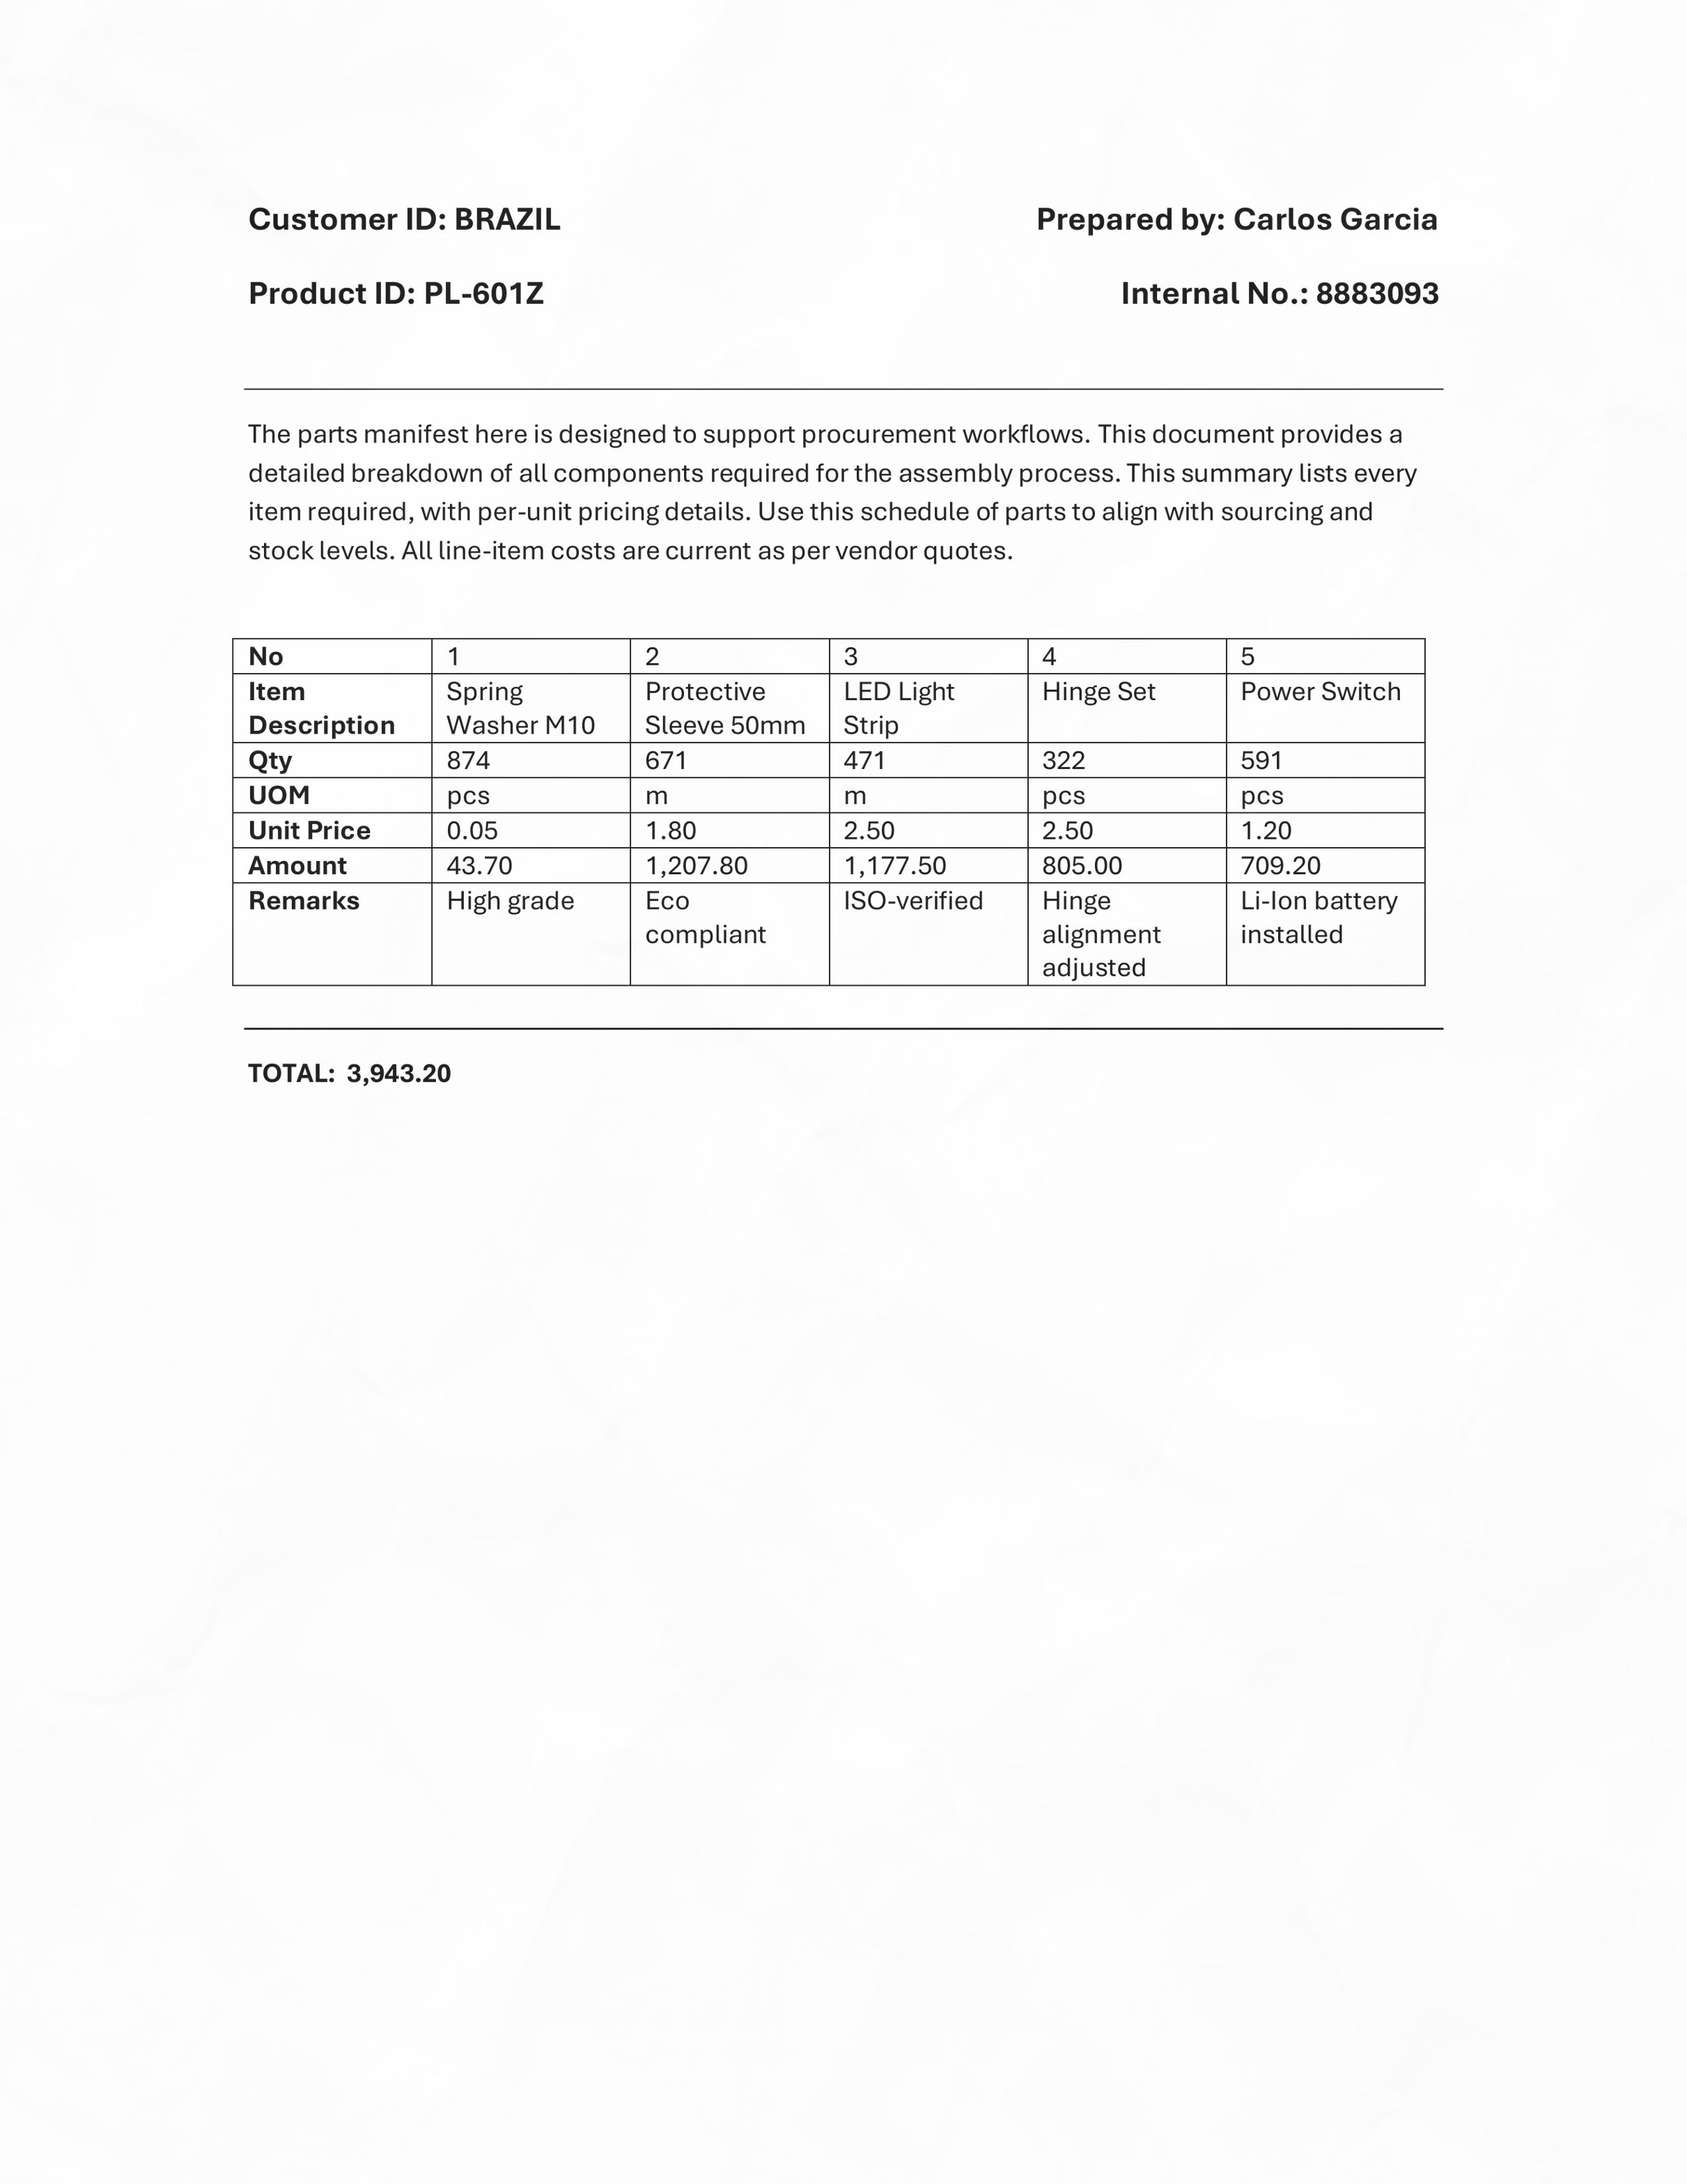 Customer ID: BRAZIL Prepared by: Carlos Garcia
Product ID: PL-601Z Internal No.: 8883093
The parts manifest here is designed to support procurement workflows. This document provides a
detailed breakdown of all components required for the assembly process. This summary lists every
item required, with per-unit pricing details. Use this schedule of parts to align with sourcing and
stock levels. All line-item costs are current as per vendor quotes.
No 1 2 3 4 5
Item Spring Protective LED Light Hinge Set Power Switch
Description Washer M10 Sleeve 50mm Strip
Qty 874 671 471 322 591
UOM pcs m m pcs pcs
Unit Price 0.05 1.80 2.50 2.50 1.20
Amount 43.70 1,207.80 1,177.50 805.00 709.20
Remarks High grade Eco ISO-verified Hinge Li-Ion battery
compliant alignment installed
adjusted
TOTAL: 3,943.20